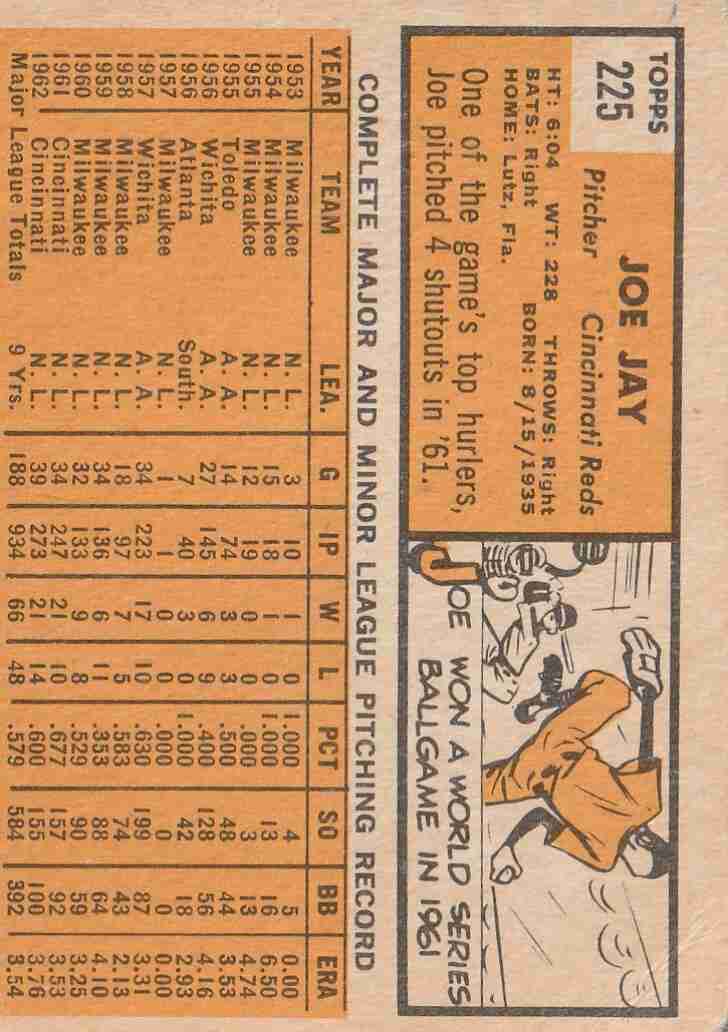 TOPPS
225
JOE JAY
Pitcher Cincinnati Reds
HT: 6:04 WT: 228 THROWS: Right
BATS: Right BORN: 8/15/1935
HOME: Lutz, Fla.
One of the game's top hurlers,
Joe pitched 4 shutouts in '61.
JOE WON A WORLD SERIES
BALLGAME IN 1961
COMPLETE MAJOR AND MINOR LEAGUE PITCHING RECORD
YEAR TEAM LEA. G IP W L PCT SO BB ERA
1953 Milwaukee N. L. 3 10 1 0 1.000 4 5 0.00
1954 Milwaukee N. L. 15 18 1 0 1.000 13 16 6.50
1955 Milwaukee N. L. 12 19 0 0 .000 3 13 4.74
1955 Toledo A. A. 14 74 3 3 .500 48 44 3.53
1956 Wichita A. A. 27 145 6 9 .400 128 56 4.16
1956 Atlanta South. 7 40 3 0 1.000 42 18 2.93
1957 Milwaukee N. L. 1 1 0 0 .000 0 0 0.00
1957 Wichita A. A. 34 223 17 10 .630 199 87 3.31
1958 Milwaukee N. L. 18 97 7 5 .583 74 43 2.13
1959 Milwaukee N. L. 34 136 6 11 .353 88 64 4.10
1960 Milwaukee N. L. 32 133 9 8 .529 90 59 3.25
1961 Cincinnati N. L. 34 247 21 10 .677 157 92 3.53
1962 Cincinnati N. L. 39 273 21 14 .600 155 100 3.76
Major League Totals 9 Yrs. 188 934 66 48 .579 584 392 3.54